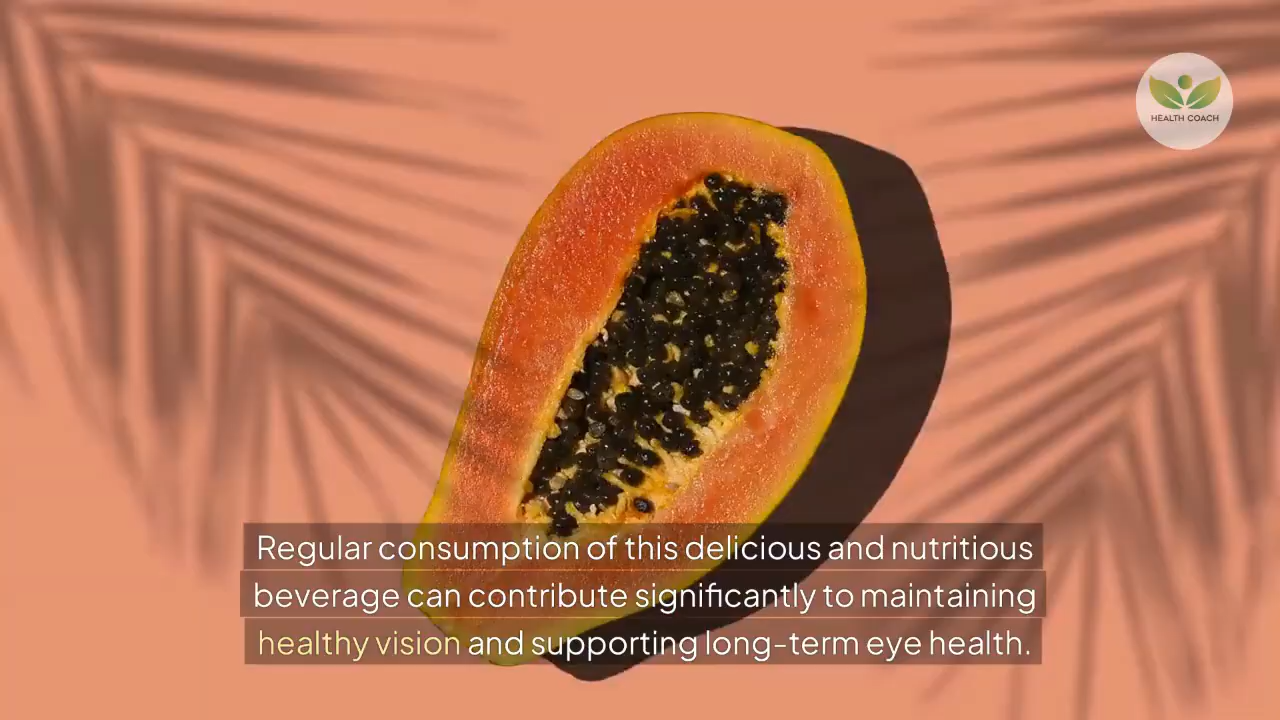 HEALTH COACH
Regular consumption of this delicious and nutritious
beverage can contribute significantly to maintaining
healthy vision and supporting long-term eye health.